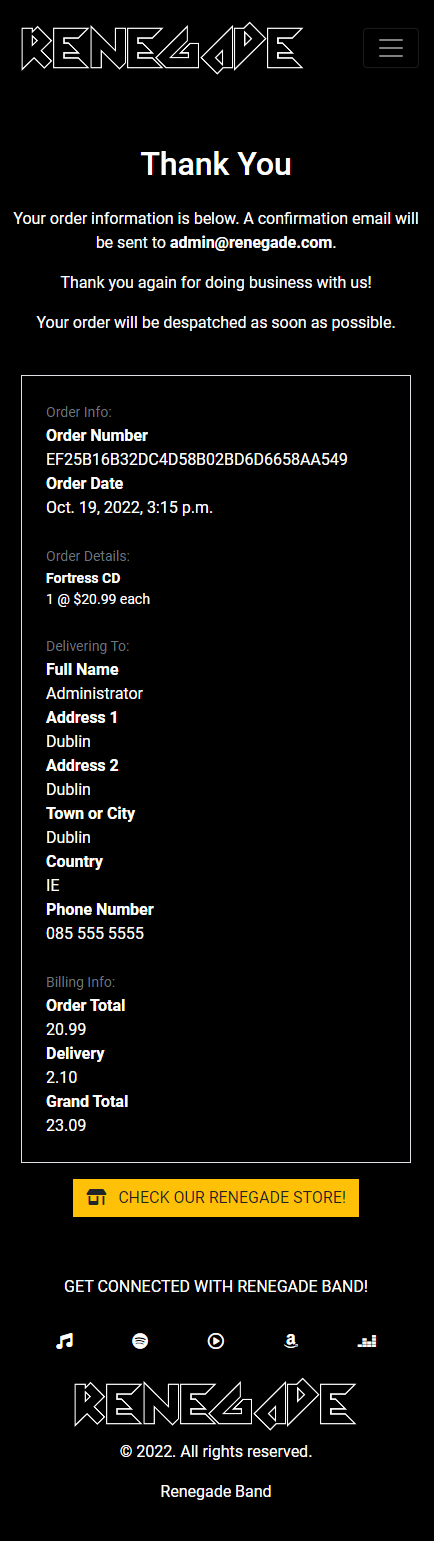 RENEGADE
Thank You
Your order information is below. A confirmation email will
be sent to admin@renegade.com.
Thank you again for doing business with us!
Your order will be despatched as soon as possible.
Order Info:
Order Number
EF25B16B32DC4D58B02BD6D6658AA549
Order Date
Oct. 19, 2022, 3:15 p.m.
Order Details:
Fortress CD
1 @ $20.99 each
Delivering To:
Full Name
Administrator
Address 1
Dublin
Address 2
Dublin
Town or City
Dublin
Country
IE
Phone Number
085 555 5555
Billing Info:
Order Total
20.99
Delivery
2.10
Grand Total
23.09
CHECK OUR RENEGADE STORE!
GET CONNECTED WITH RENEGADE BAND!
RENEGADE
© 2022. All rights reserved.
Renegade Band